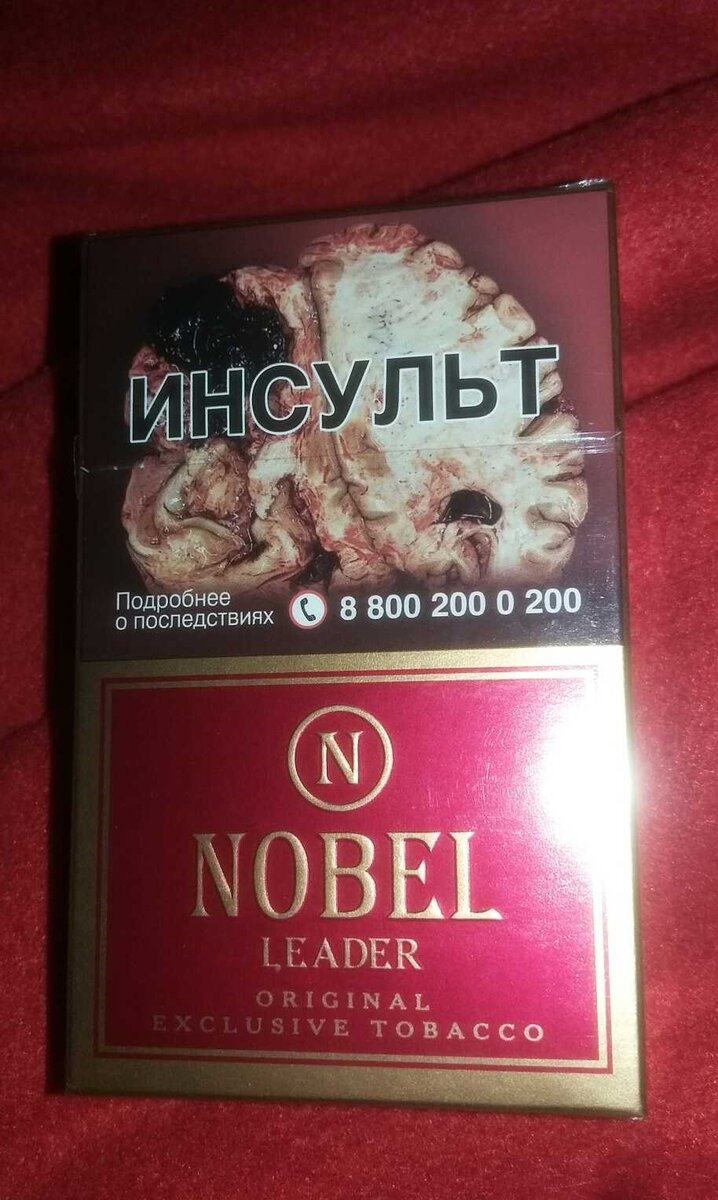 ИНСУЛЬТ
Подробнее
о последствиях 8 800 200 0 200
N
NOBEL
LEADER
ORIGINAL
EXCLUSIVE TOBACCO